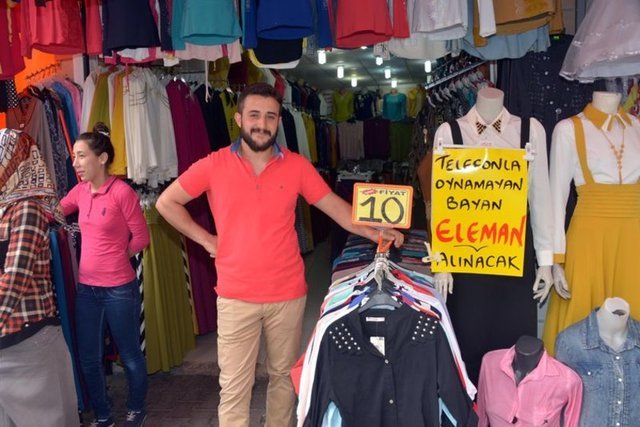 FİYAT
10
TELEFONLA
OYNAMAYAN
BAYAN
ELEMAN
ALINACAK